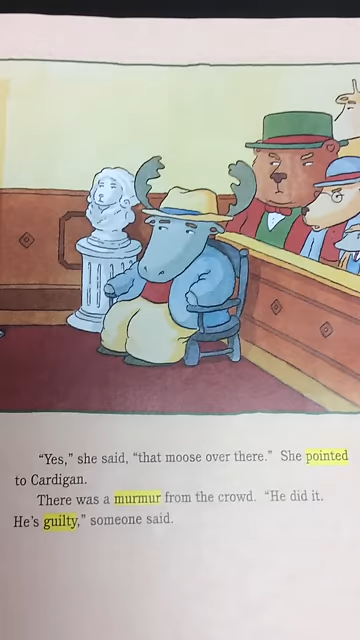 "Yes," she said, "that moose over there." She pointed
to Cardigan.
There was a murmur from the crowd. "He did it.
He's guilty," someone said.